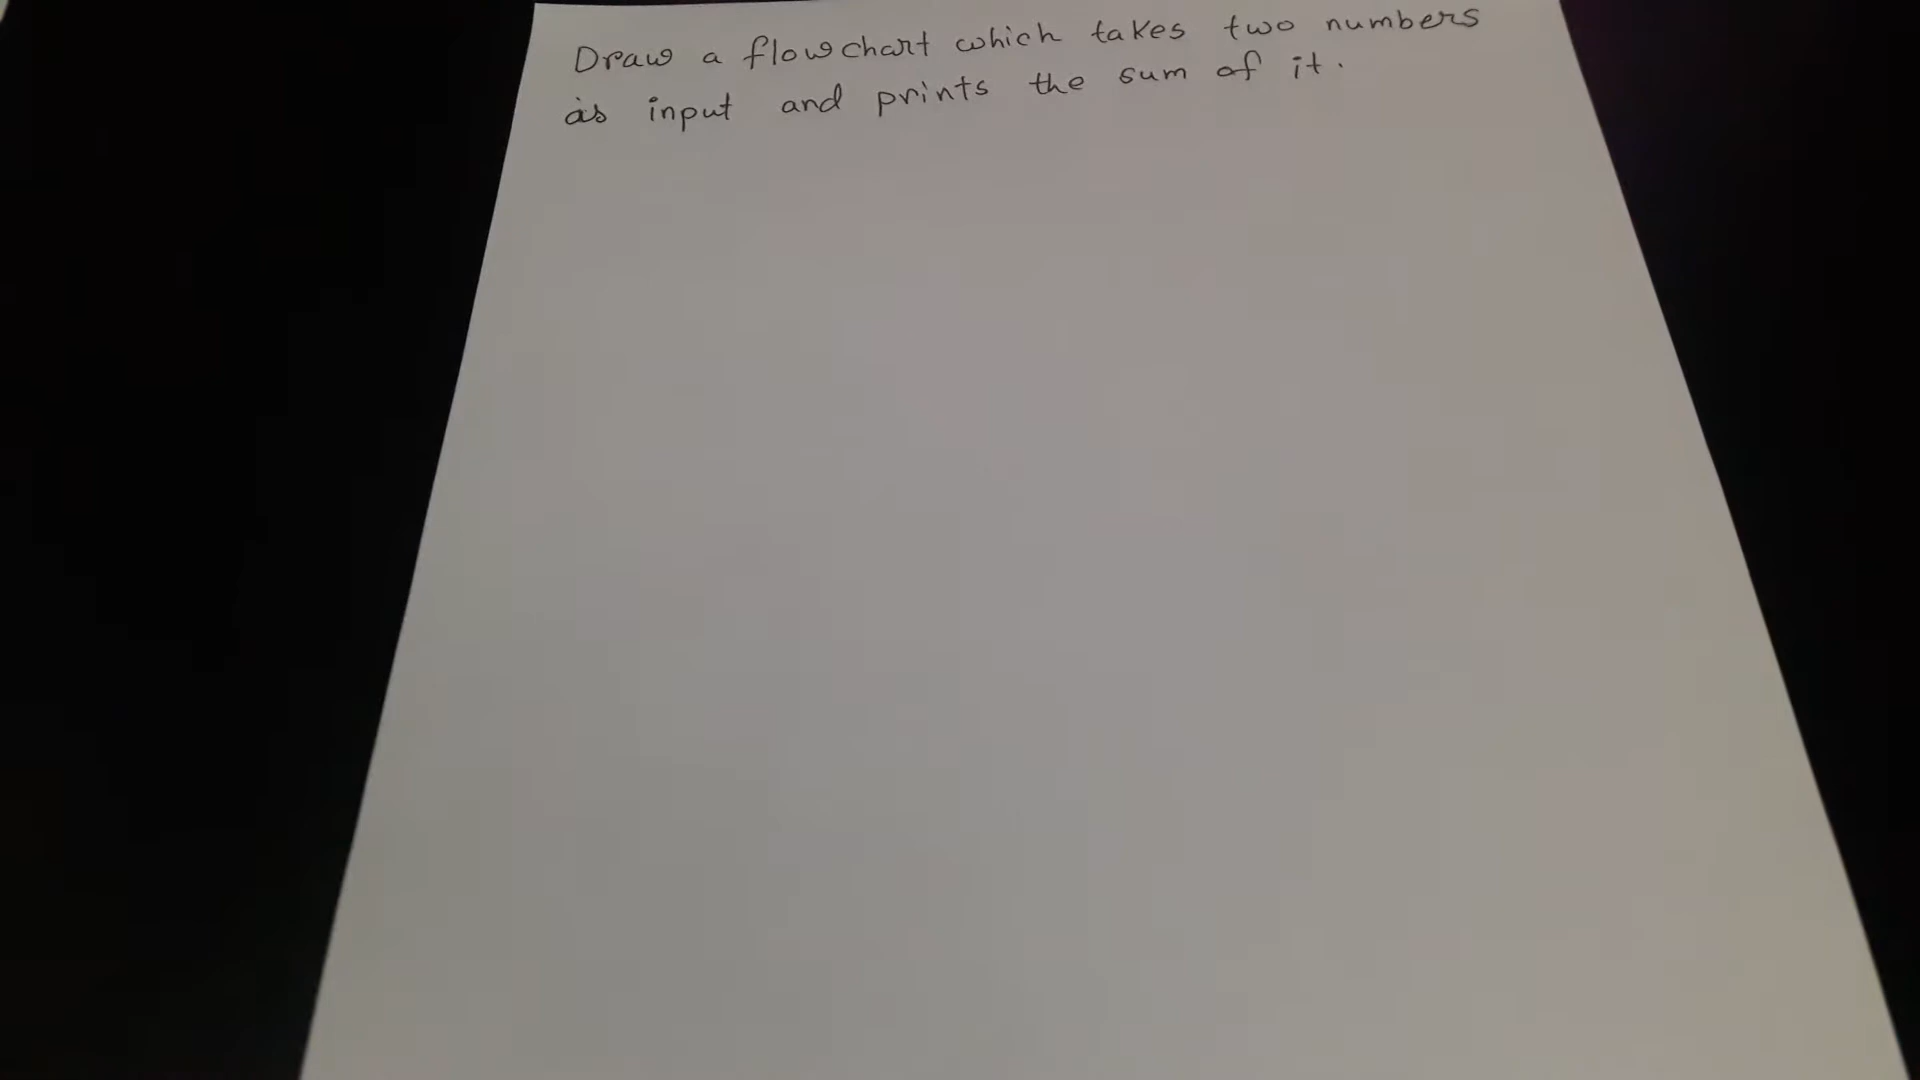 Draw a flowchart which takes two numbers
as input and prints the sum of it.